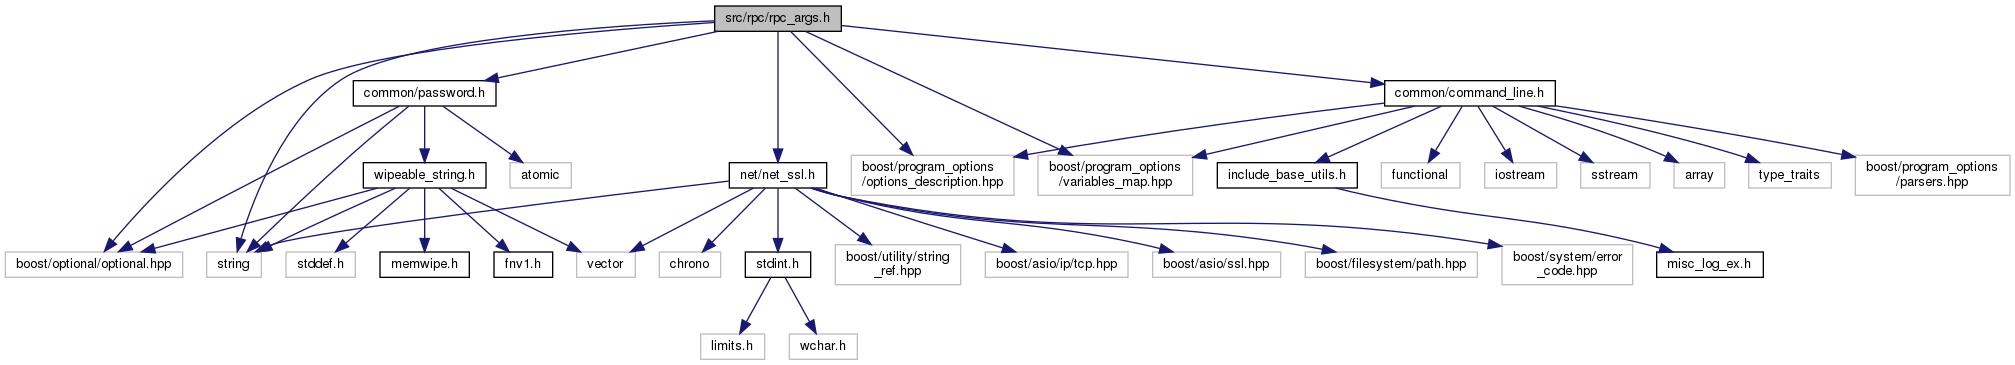 src/rpc/rpc_args.h
common/password.h
common/command_line.h
wipeable_string.h
atomic
net/net_ssl.h
boost/program_options
/options_description.hpp
boost/program_options
/variables_map.hpp
include_base_utils.h
functional
iostream
sstream
array
type_traits
boost/program_options
/parsers.hpp
boost/optional/optional.hpp
string
stddef.h
memwipe.h
fnv1.h
vector
chrono
stdint.h
boost/utility/string
_ref.hpp
boost/asio/ip/tcp.hpp
boost/asio/ssl.hpp
boost/filesystem/path.hpp
boost/system/error
_code.hpp
misc_log_ex.h
limits.h
wchar.h